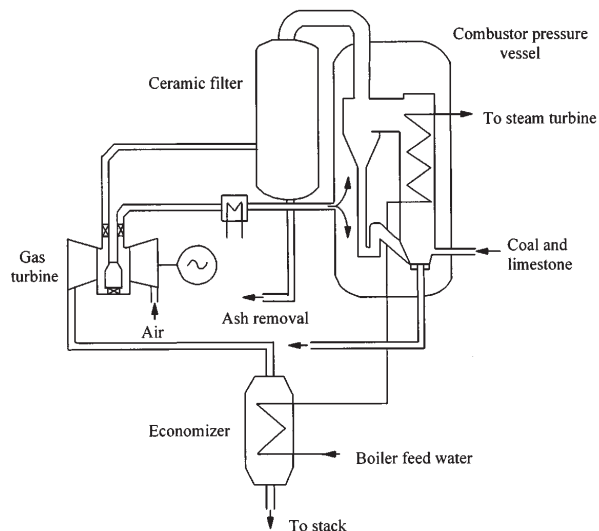 Combustor pressure
vessel
Ceramic filter
To steam turbine
Gas
turbine
Coal and
limestone
Air
Ash removal
Economizer
Boiler feed water
To stack